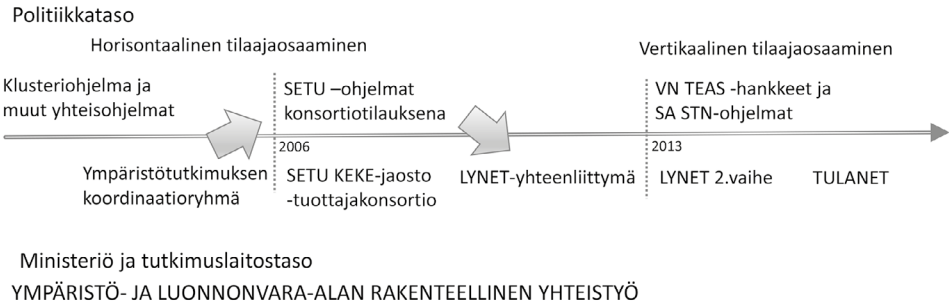 Politiikkataso
Horisontaalinen tilaajaosaaminen
Vertikaalinen tilaajaosaaminen
Klusteriohjelma ja
muut yhteisohjelmat
SETU –ohjelmat
konsortiotilauksena
VN TEAS -hankkeet ja
SA STN-ohjelmat
2006
2013
Ympäristötutkimuksen
koordinaatioryhmä
SETU KEKE-jaosto
-tuottajakonsortio
LYNET-yhteenliittymä
LYNET 2.vaihe
TULANET
Ministeriö ja tutkimuslaitostaso
YMPÄRISTÖ- JA LUONNONVARA-ALAN RAKENTEELLINEN YHTEISTYÖ